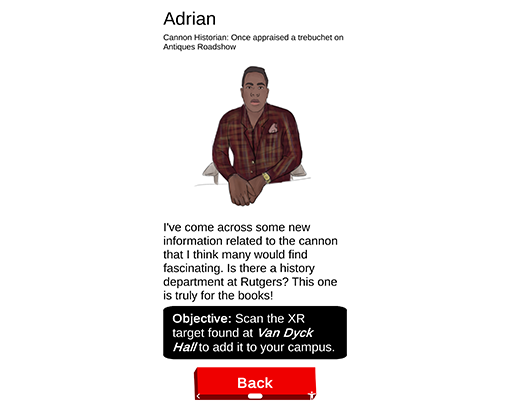 Adrian
Cannon Historian: Once appraised a trebuchet on
Antiques Roadshow
I've come across some new
information related to the cannon
that I think many would find
fascinating. Is there a history
department at Rutgers? This one
is truly for the books!
Objective: Scan the XR
target found at Van Dyck
Hall to add it to your campus.
Back